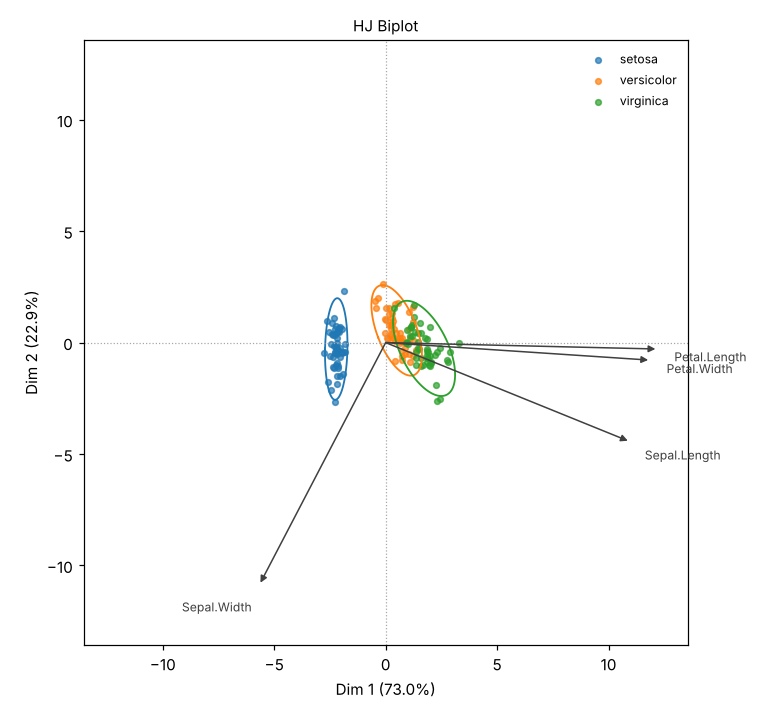 HJ Biplot
setosa
versicolor
virginica
10
5
0
−5
−10
Dim 2 (22.9%)
Petal.Length
Petal.Width
Sepal.Length
Sepal.Width
−10
−5
0
5
10
Dim 1 (73.0%)